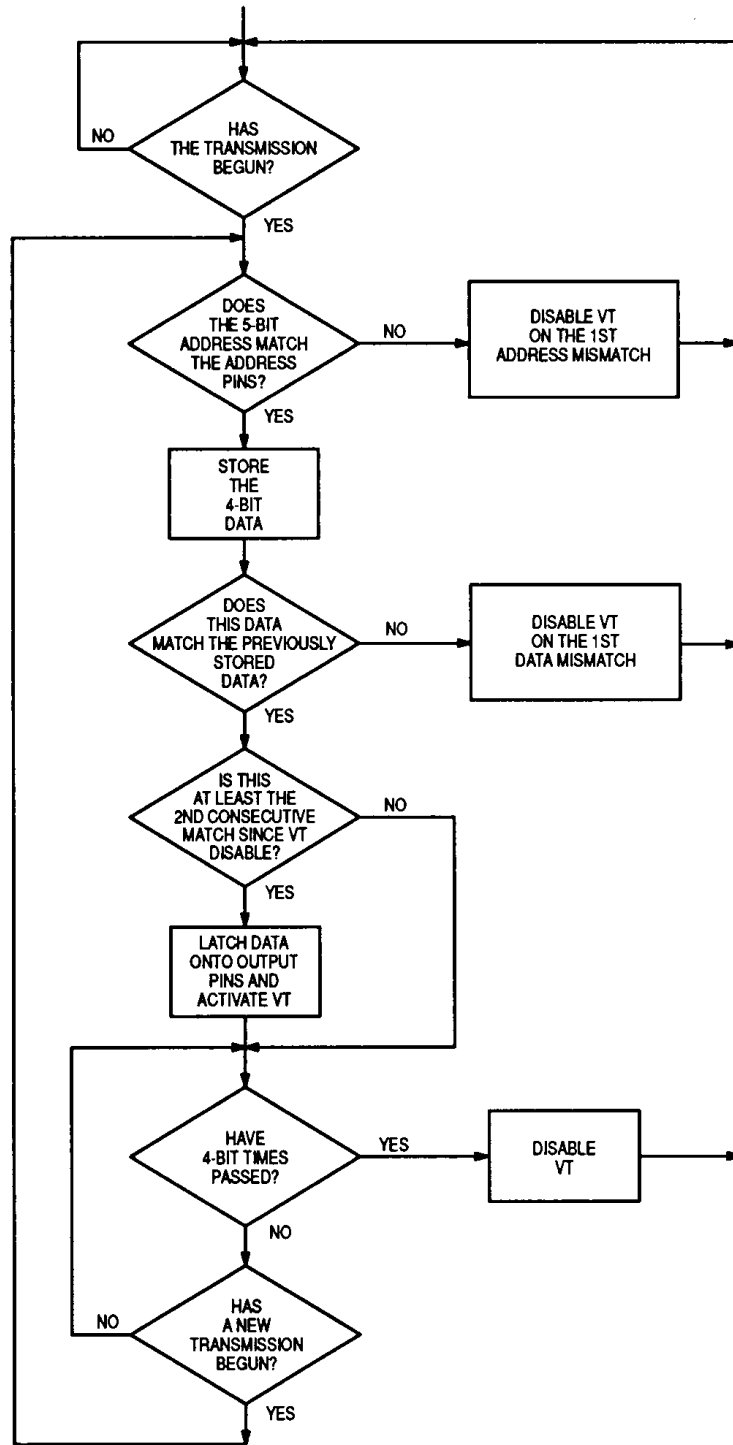 HAS
THE TRANSMISSION
BEGUN?
NO
YES
DOES
THE 5-BIT
ADDRESS MATCH
THE ADDRESS
PINS?
NO
DISABLE VT
ON THE 1ST
ADDRESS MISMATCH
YES
STORE
THE
4-BIT
DATA
DOES
THIS DATA
MATCH THE PREVIOUSLY
STORED
DATA?
NO
DISABLE VT
ON THE 1ST
DATA MISMATCH
YES
IS THIS
AT LEAST THE
2ND CONSECUTIVE
MATCH SINCE VT
DISABLE?
NO
YES
LATCH DATA
ONTO OUTPUT
PINS AND
ACTIVATE VT
HAVE
4-BIT TIMES
PASSED?
YES
DISABLE
VT
NO
HAS
A NEW
TRANSMISSION
BEGUN?
NO
YES